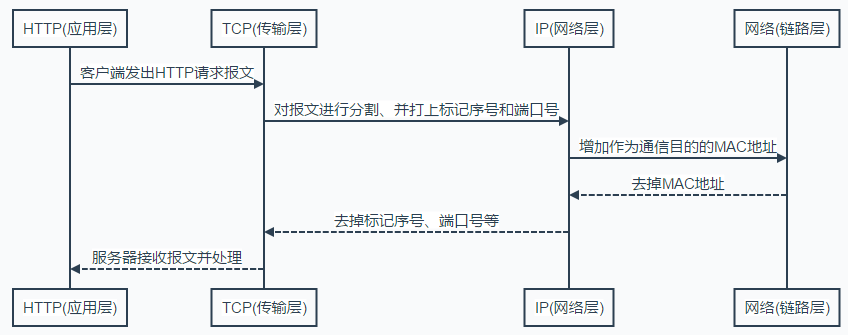 HTTP(应用层)
TCP(传输层)
IP(网络层)
网络(链路层)
客户端发出HTTP请求报文
对报文进行分割、并打上标记序号和端口号
增加作为通信目的的MAC地址
去掉MAC地址
去掉标记序号、端口号等
服务器接收报文并处理
HTTP(应用层)
TCP(传输层)
IP(网络层)
网络(链路层)